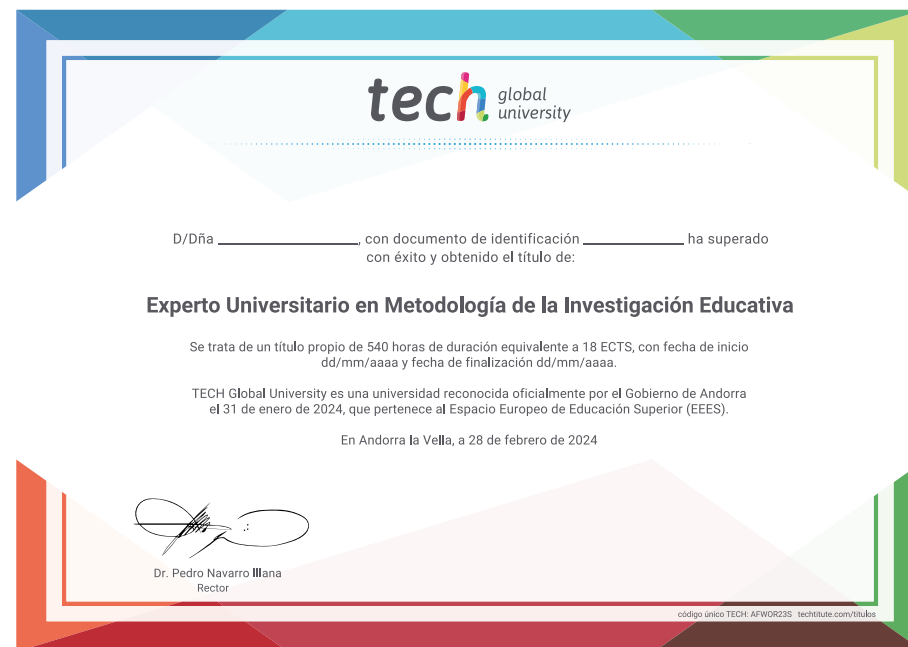 tech global university
D/Dña ____________________, con documento de identificación ______________ ha superado
con éxito y obtenido el título de:
Experto Universitario en Metodología de la Investigación Educativa
Se trata de un título propio de 540 horas de duración equivalente a 18 ECTS, con fecha de inicio
dd/mm/aaaa y fecha de finalización dd/mm/aaaa.
TECH Global University es una universidad reconocida oficialmente por el Gobierno de Andorra
el 31 de enero de 2024, que pertenece al Espacio Europeo de Educación Superior (EEES).
En Andorra la Vella, a 28 de febrero de 2024
Dr. Pedro Navarro Illana
Rector
código único TECH: AFWOR23S techtitute.com/titulos